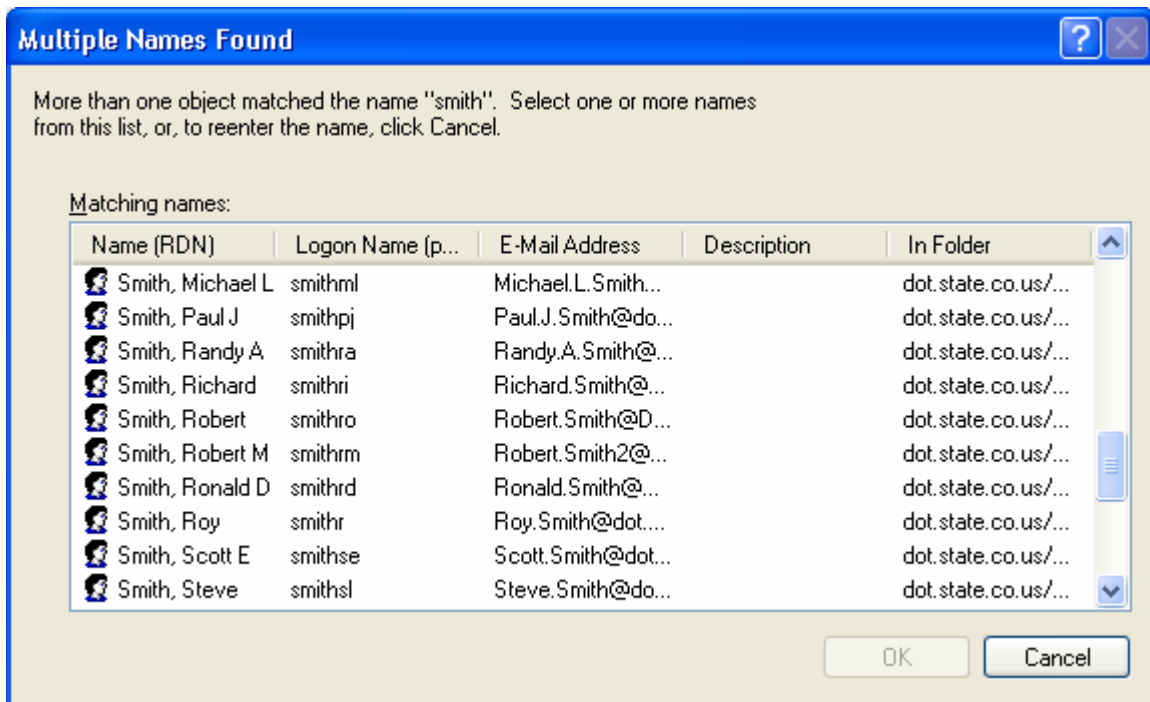 Multiple Names Found
More than one object matched the name "smith". Select one or more names
from this list, or, to reenter the name, click Cancel.
Matching names:
Name (RDN) Logon Name (p... E-Mail Address Description In Folder
Smith, Michael L smithml Michael.L.Smith... dot.state.co.us/...
Smith, Paul J smithpj Paul.J.Smith@do... dot.state.co.us/...
Smith, Randy A smithra Randy.A.Smith@... dot.state.co.us/...
Smith, Richard smithri Richard.Smith@... dot.state.co.us/...
Smith, Robert smithro Robert.Smith@D... dot.state.co.us/...
Smith, Robert M smithrm Robert.Smith2@... dot.state.co.us/...
Smith, Ronald D smithrd Ronald.Smith@... dot.state.co.us/...
Smith, Roy smithr Roy.Smith@dot.... dot.state.co.us/...
Smith, Scott E smithse Scott.Smith@dot... dot.state.co.us/...
Smith, Steve smithsl Steve.Smith@do... dot.state.co.us/...
OK Cancel